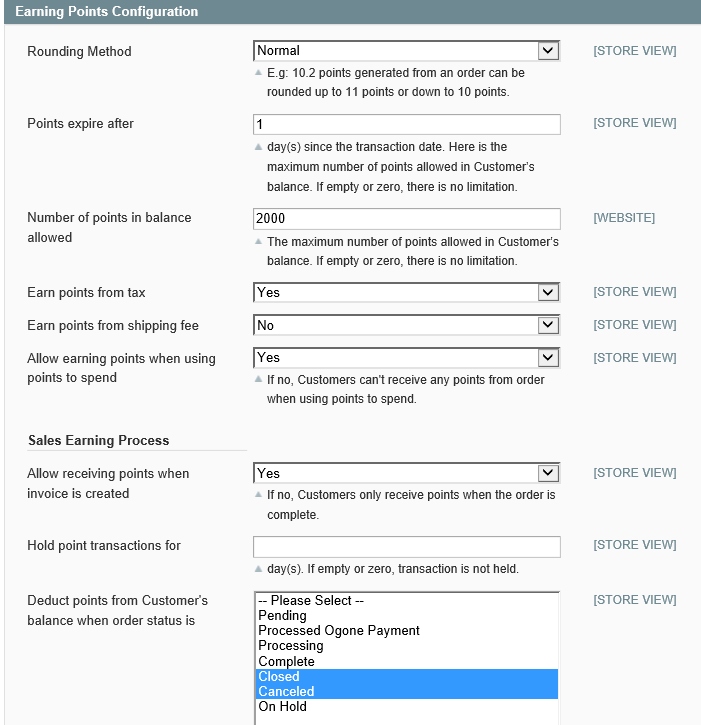 Earning Points Configuration
Rounding Method
Normal
[STORE VIEW]
E.g: 10.2 points generated from an order can be
rounded up to 11 points or down to 10 points.
Points expire after
1
[STORE VIEW]
day(s) since the transaction date. Here is the
maximum number of points allowed in Customer's
balance. If empty or zero, there is no limitation.
Number of points in balance
allowed
2000
[WEBSITE]
The maximum number of points allowed in Customer's
balance. If empty or zero, there is no limitation.
Earn points from tax
Yes
[STORE VIEW]
Earn points from shipping fee
No
[STORE VIEW]
Allow earning points when using
points to spend
Yes
[STORE VIEW]
If no, Customers can't receive any points from order
when using points to spend.
Sales Earning Process
Allow receiving points when
invoice is created
Yes
[STORE VIEW]
If no, Customers only receive points when the order is
complete.
Hold point transactions for
[STORE VIEW]
day(s). If empty or zero, transaction is not held.
Deduct points from Customer's
balance when order status is
[STORE VIEW]
-- Please Select --
Pending
Processed Ogone Payment
Processing
Complete
Closed
Canceled
On Hold